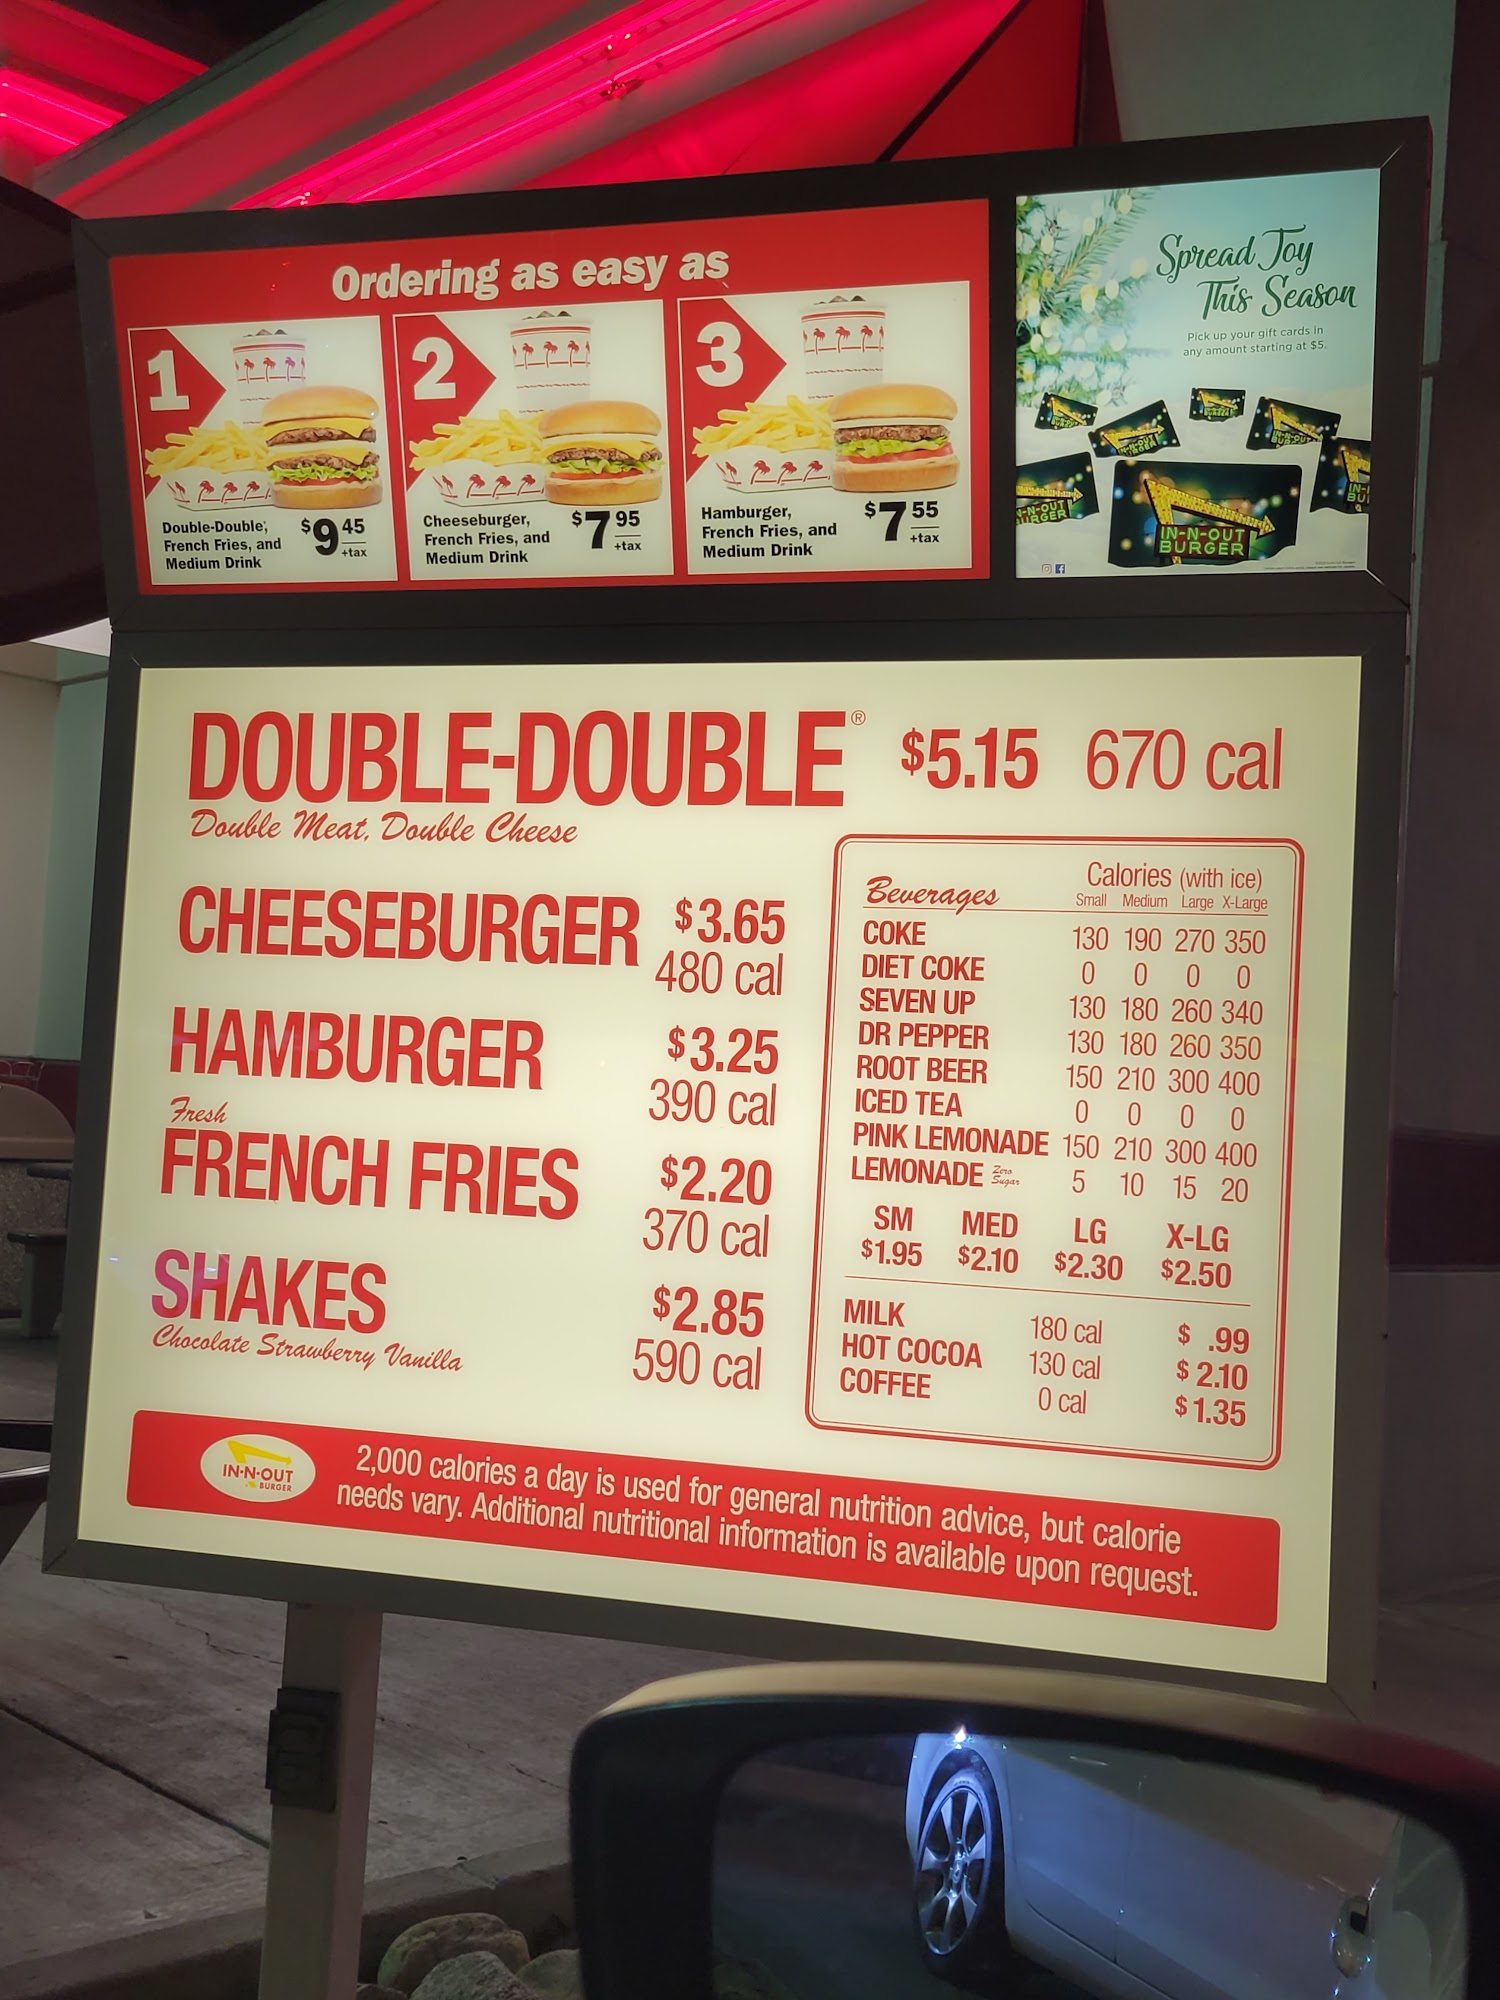 Ordering as easy as
1
Double-Double®,
French Fries, and
Medium Drink
$9 45
+tax
2
Cheeseburger,
French Fries, and
Medium Drink
$7 95
+tax
3
Hamburger,
French Fries, and
Medium Drink
$7 55
+tax
Spread Joy
This Season
Pick up your gift cards in
any amount starting at $5.
IN-N-OUT
BURGER
DOUBLE-DOUBLE® $5.15 670 cal
Double Meat, Double Cheese
CHEESEBURGER $3.65
480 cal
HAMBURGER $3.25
390 cal
Fresh
FRENCH FRIES $2.20
370 cal
SHAKES $2.85
Chocolate Strawberry Vanilla 590 cal
Beverages Calories (with ice)
Small Medium Large X-Large
COKE 130 190 270 350
DIET COKE 0 0 0 0
SEVEN UP 130 180 260 340
DR PEPPER 130 180 260 350
ROOT BEER 150 210 300 400
ICED TEA 0 0 0 0
PINK LEMONADE 150 210 300 400
LEMONADE Zero Sugar 5 10 15 20
SM MED LG X-LG
$1.95 $2.10 $2.30 $2.50
MILK 180 cal $ .99
HOT COCOA 130 cal $ 2.10
COFFEE 0 cal $ 1.35
IN-N-OUT
BURGER
2,000 calories a day is used for general nutrition advice, but calorie
needs vary. Additional nutritional information is available upon request.